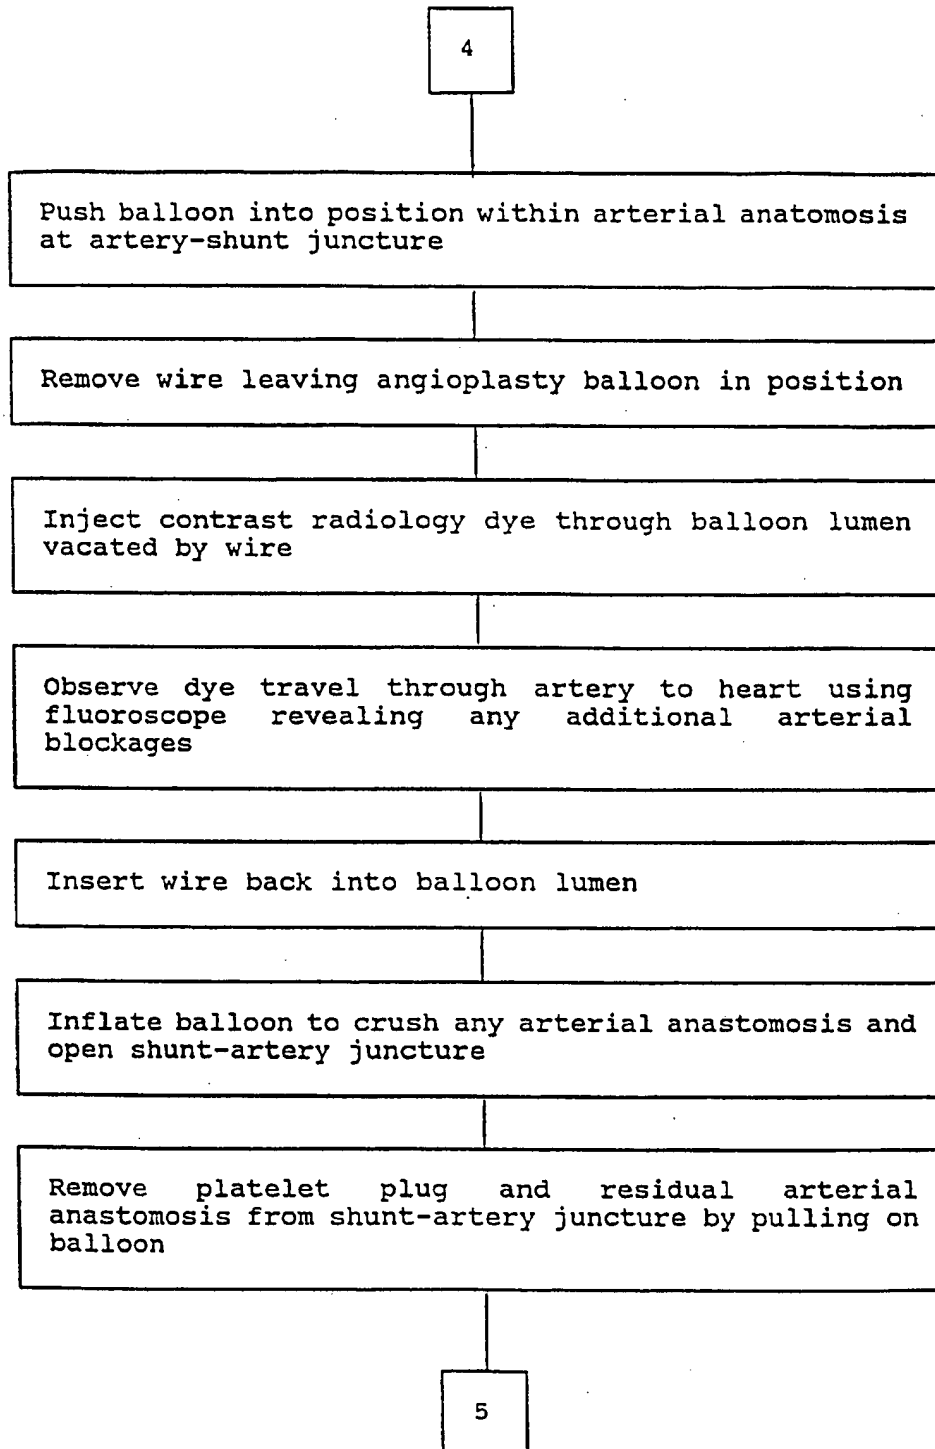 4
Push balloon into position within arterial anatomosis
at artery-shunt juncture
Remove wire leaving angioplasty balloon in position
Inject contrast radiology dye through balloon lumen
vacated by wire
Observe dye travel through artery to heart using
fluoroscope revealing any additional arterial
blockages
Insert wire back into balloon lumen
Inflate balloon to crush any arterial anastomosis and
open shunt-artery juncture
Remove platelet plug and residual arterial
anastomosis from shunt-artery juncture by pulling on
balloon
5